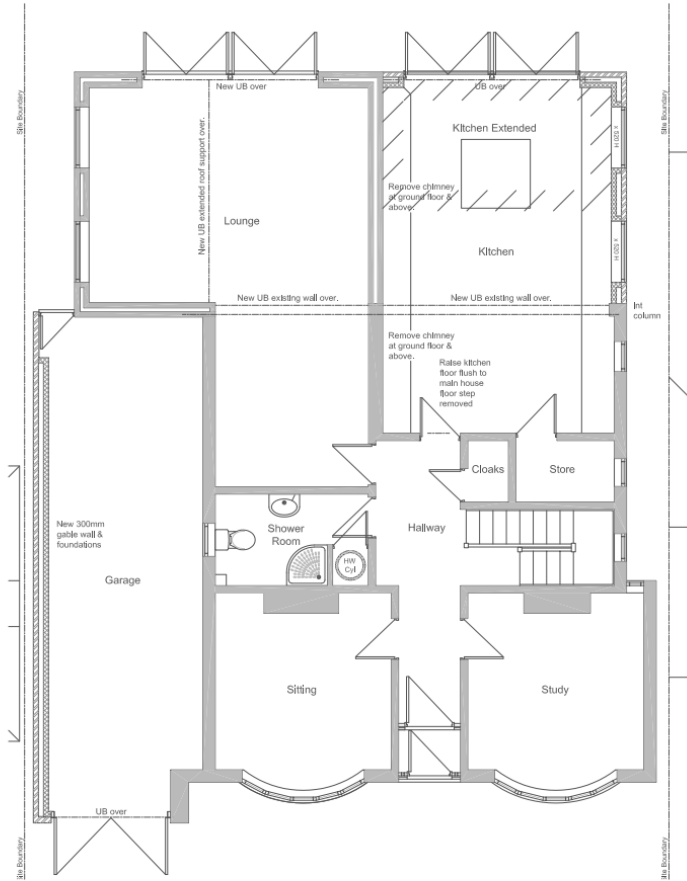 New UB over
UB over
Site Boundary
Site Boundary
Kitchen Extended
x 520 H
New UB extended roof support over.
Remove chimney
at ground floor &
above.
Lounge
Kitchen
x 520 H
New UB existing wall over.
New UB existing wall over.
Int
column
Remove chimney
at ground floor &
above.
Raise kitchen
floor flush to
main house
floor step
removed
Cloaks
Store
New 300mm
gable wall &
foundations
Shower
Room
Hallway
HW
Cyl
Garage
Sitting
Study
UB over
Site Boundary
Site Boundary